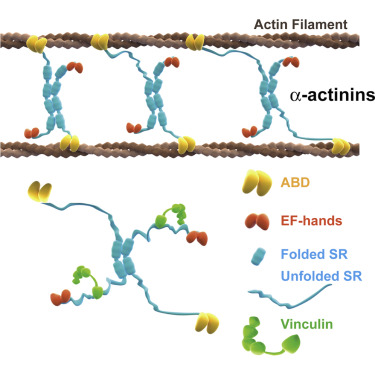 Actin Filament
α-actinins
ABD
EF-hands
Folded SR
Unfolded SR
Vinculin